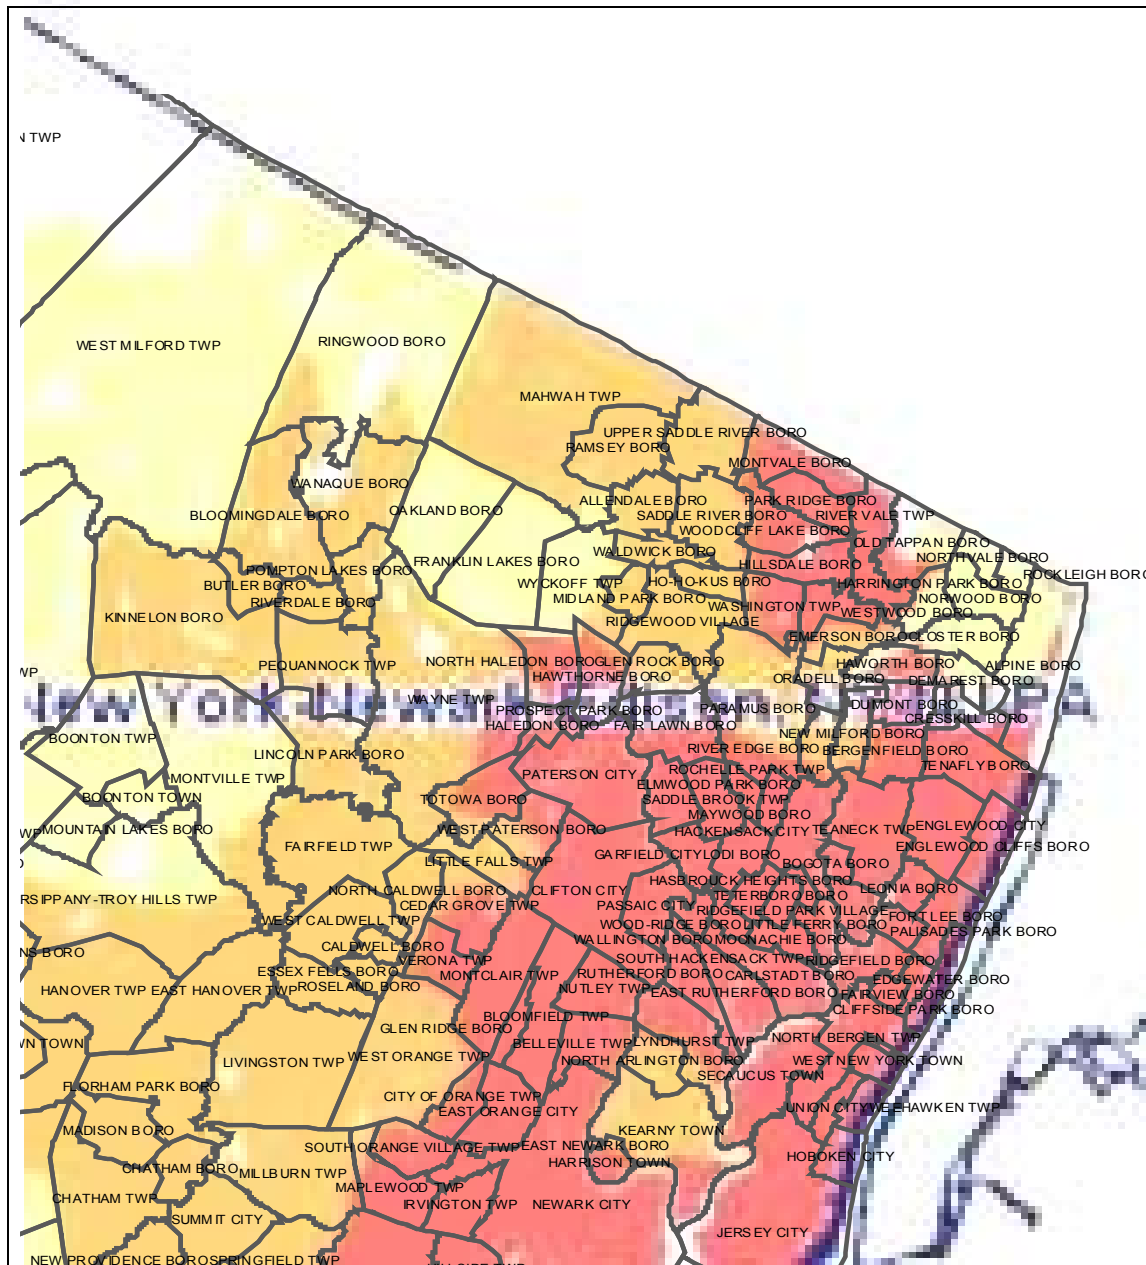 N TWP
WEST MILFORD TWP
RINGWOOD BORO
MAHWAH TWP
UPPER SADDLE RIVER BORO
RAMSEY BORO
MONTVALE BORO
WANAQUE BORO
ALLENDALE BORO
PARK RIDGE BORO
OAKLAND BORO
BLOOMINGDALE BORO
SADDLE RIVER BORO
RIVER VALE TWP
WOODCLIFF LAKE BORO
OLD TAPPAN BORO
WALDWICK BORO
NORTHVALE BORO
FRANKLIN LAKES BORO
HILLSDALE BORO
POMPTON LAKES BORO
ROCKLEIGH BORO
BUTLER BORO
WYCKOFF TWP
HO-HO-KUS BORO
HARRINGTON PARK BORO
RIVERDALE BORO
MIDLAND PARK BORO
NORWOOD BORO
WASHINGTON TWP
WESTWOOD BORO
KINNELON BORO
RIDGEWOOD VILLAGE
EMERSON BORO
CLOSTER BORO
PEQUANNOCK TWP
NORTH HALEDON BORO
GLEN ROCK BORO
HAWORTH BORO
ALPINE BORO
WP
HAWTHORNE BORO
ORADELL BORO
DEMAREST BORO
New York-Newark-Bridgeport, NY-NJ-CT-PA
WAYNE TWP
PROSPECT PARK BORO
PARAMUS BORO
DUMONT BORO
CRESSKILL BORO
HALEDON BORO
FAIR LAWN BORO
NEW MILFORD BORO
BOONTON TWP
RIVER EDGE BORO
BERGENFIELD BORO
LINCOLN PARK BORO
TENAFLY BORO
PATERSON CITY
ROCHELLE PARK TWP
MONTVILLE TWP
ELMWOOD PARK BORO
BOONTON TOWN
TOTOWA BORO
SADDLE BROOK TWP
MAYWOOD BORO
WP
MOUNTAIN LAKES BORO
WEST PATERSON BORO
HACKENSACK CITY
TEANECK TWP
ENGLEWOOD CITY
FAIRFIELD TWP
ENGLEWOOD CLIFFS BORO
O
LITTLE FALLS TWP
GARFIELD CITY
LODI BORO
BOGOTA BORO
NORTH CALDWELL BORO
CLIFTON CITY
HASBROUCK HEIGHTS BORO
LEONIA BORO
RSIPPANY-TROY HILLS TWP
CEDAR GROVE TWP
PASSAIC CITY
TETERBORO BORO
RIDGEFIELD PARK VILLAGE
FORT LEE BORO
WEST CALDWELL TWP
WOOD-RIDGE BORO
LITTLE FERRY BORO
PALISADES PARK BORO
CALDWELL BORO
WALLINGTON BORO
MOONACHIE BORO
NS BORO
VERONA TWP
SOUTH HACKENSACK TWP
RIDGEFIELD BORO
ESSEX FELLS BORO
MONTCLAIR TWP
RUTHERFORD BORO
CARLSTADT BORO
EDGEWATER BORO
HANOVER TWP
EAST HANOVER TWP
ROSELAND BORO
NUTLEY TWP
EAST RUTHERFORD BORO
FAIRVIEW BORO
CLIFFSIDE PARK BORO
BLOOMFIELD TWP
GLEN RIDGE BORO
WN TOWN
BELLEVILLE TWP
LYNDHURST TWP
NORTH BERGEN TWP
LIVINGSTON TWP
WEST ORANGE TWP
NORTH ARLINGTON BORO
WEST NEW YORK TOWN
SECAUCUS TOWN
FLORHAM PARK BORO
CITY OF ORANGE TWP
EAST ORANGE CITY
UNION CITY
WEEHAWKEN TWP
MADISON BORO
KEARNY TOWN
SOUTH ORANGE VILLAGE TWP
EAST NEWARK BORO
HOBOKEN CITY
CHATHAM BORO
MILLBURN TWP
HARRISON TOWN
MAPLEWOOD TWP
CHATHAM TWP
IRVINGTON TWP
NEWARK CITY
SUMMIT CITY
JERSEY CITY
NEW PROVIDENCE BORO
SPRINGFIELD TWP